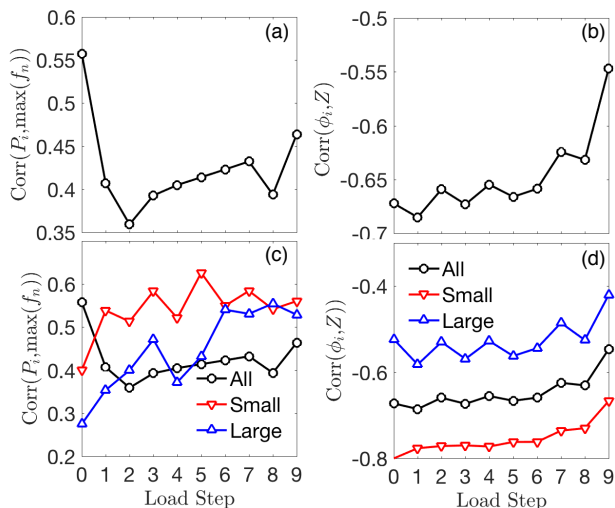 (a)
Corr(P_i,max(f_n))
0.6
0.55
0.5
0.45
0.4
0.35
(b)
Corr(ϕ_i,Z)
-0.5
-0.55
-0.6
-0.65
-0.7
(c)
Corr(P_i,max(f_n))
0.6
0.5
0.4
0.3
0.2
All
Small
Large
0 1 2 3 4 5 6 7 8 9
Load Step
(d)
Corr(ϕ_i,Z))
-0.4
-0.6
-0.8
All
Small
Large
0 1 2 3 4 5 6 7 8 9
Load Step